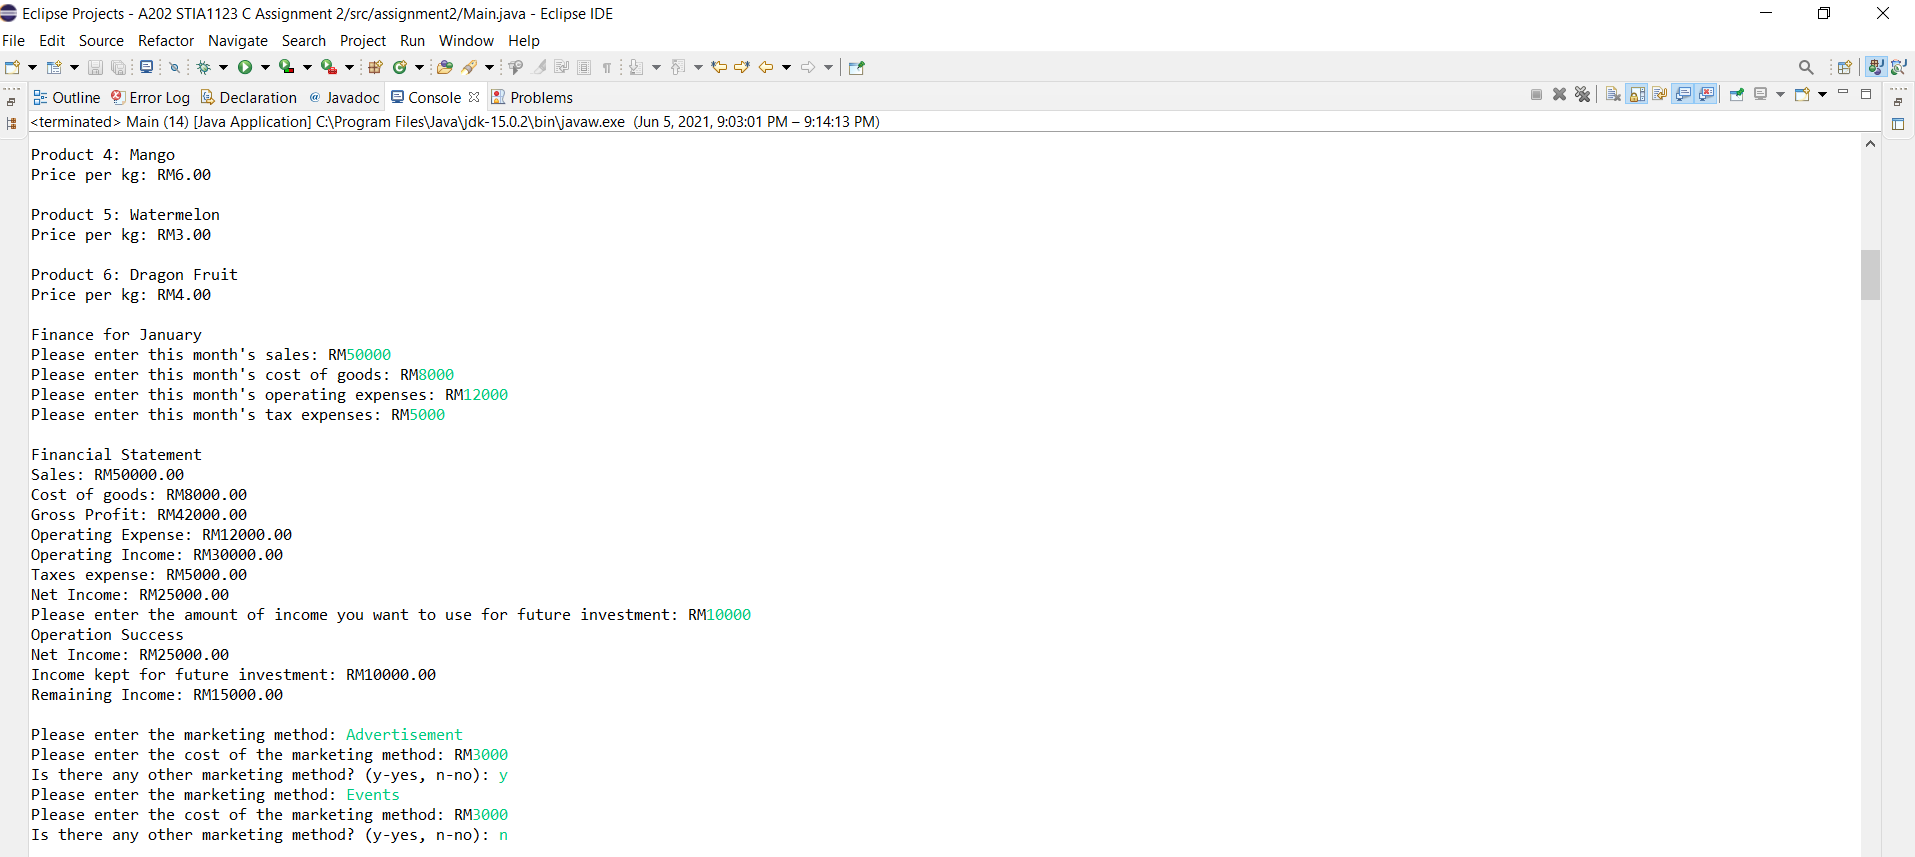 Eclipse Projects - A202 STIA1123 C Assignment 2/src/assignment2/Main.java - Eclipse IDE
File Edit Source Refactor Navigate Search Project Run Window Help
Outline Error Log Declaration @ Javadoc Console Problems
<terminated> Main (14) [Java Application] C:\Program Files\Java\jdk-15.0.2\bin\javaw.exe (Jun 5, 2021, 9:03:01 PM – 9:14:13 PM)
Product 4: Mango
Price per kg: RM6.00
Product 5: Watermelon
Price per kg: RM3.00
Product 6: Dragon Fruit
Price per kg: RM4.00
Finance for January
Please enter this month's sales: RM50000
Please enter this month's cost of goods: RM8000
Please enter this month's operating expenses: RM12000
Please enter this month's tax expenses: RM5000
Financial Statement
Sales: RM50000.00
Cost of goods: RM8000.00
Gross Profit: RM42000.00
Operating Expense: RM12000.00
Operating Income: RM30000.00
Taxes expense: RM5000.00
Net Income: RM25000.00
Please enter the amount of income you want to use for future investment: RM10000
Operation Success
Net Income: RM25000.00
Income kept for future investment: RM10000.00
Remaining Income: RM15000.00
Please enter the marketing method: Advertisement
Please enter the cost of the marketing method: RM3000
Is there any other marketing method? (y-yes, n-no): y
Please enter the marketing method: Events
Please enter the cost of the marketing method: RM3000
Is there any other marketing method? (y-yes, n-no): n